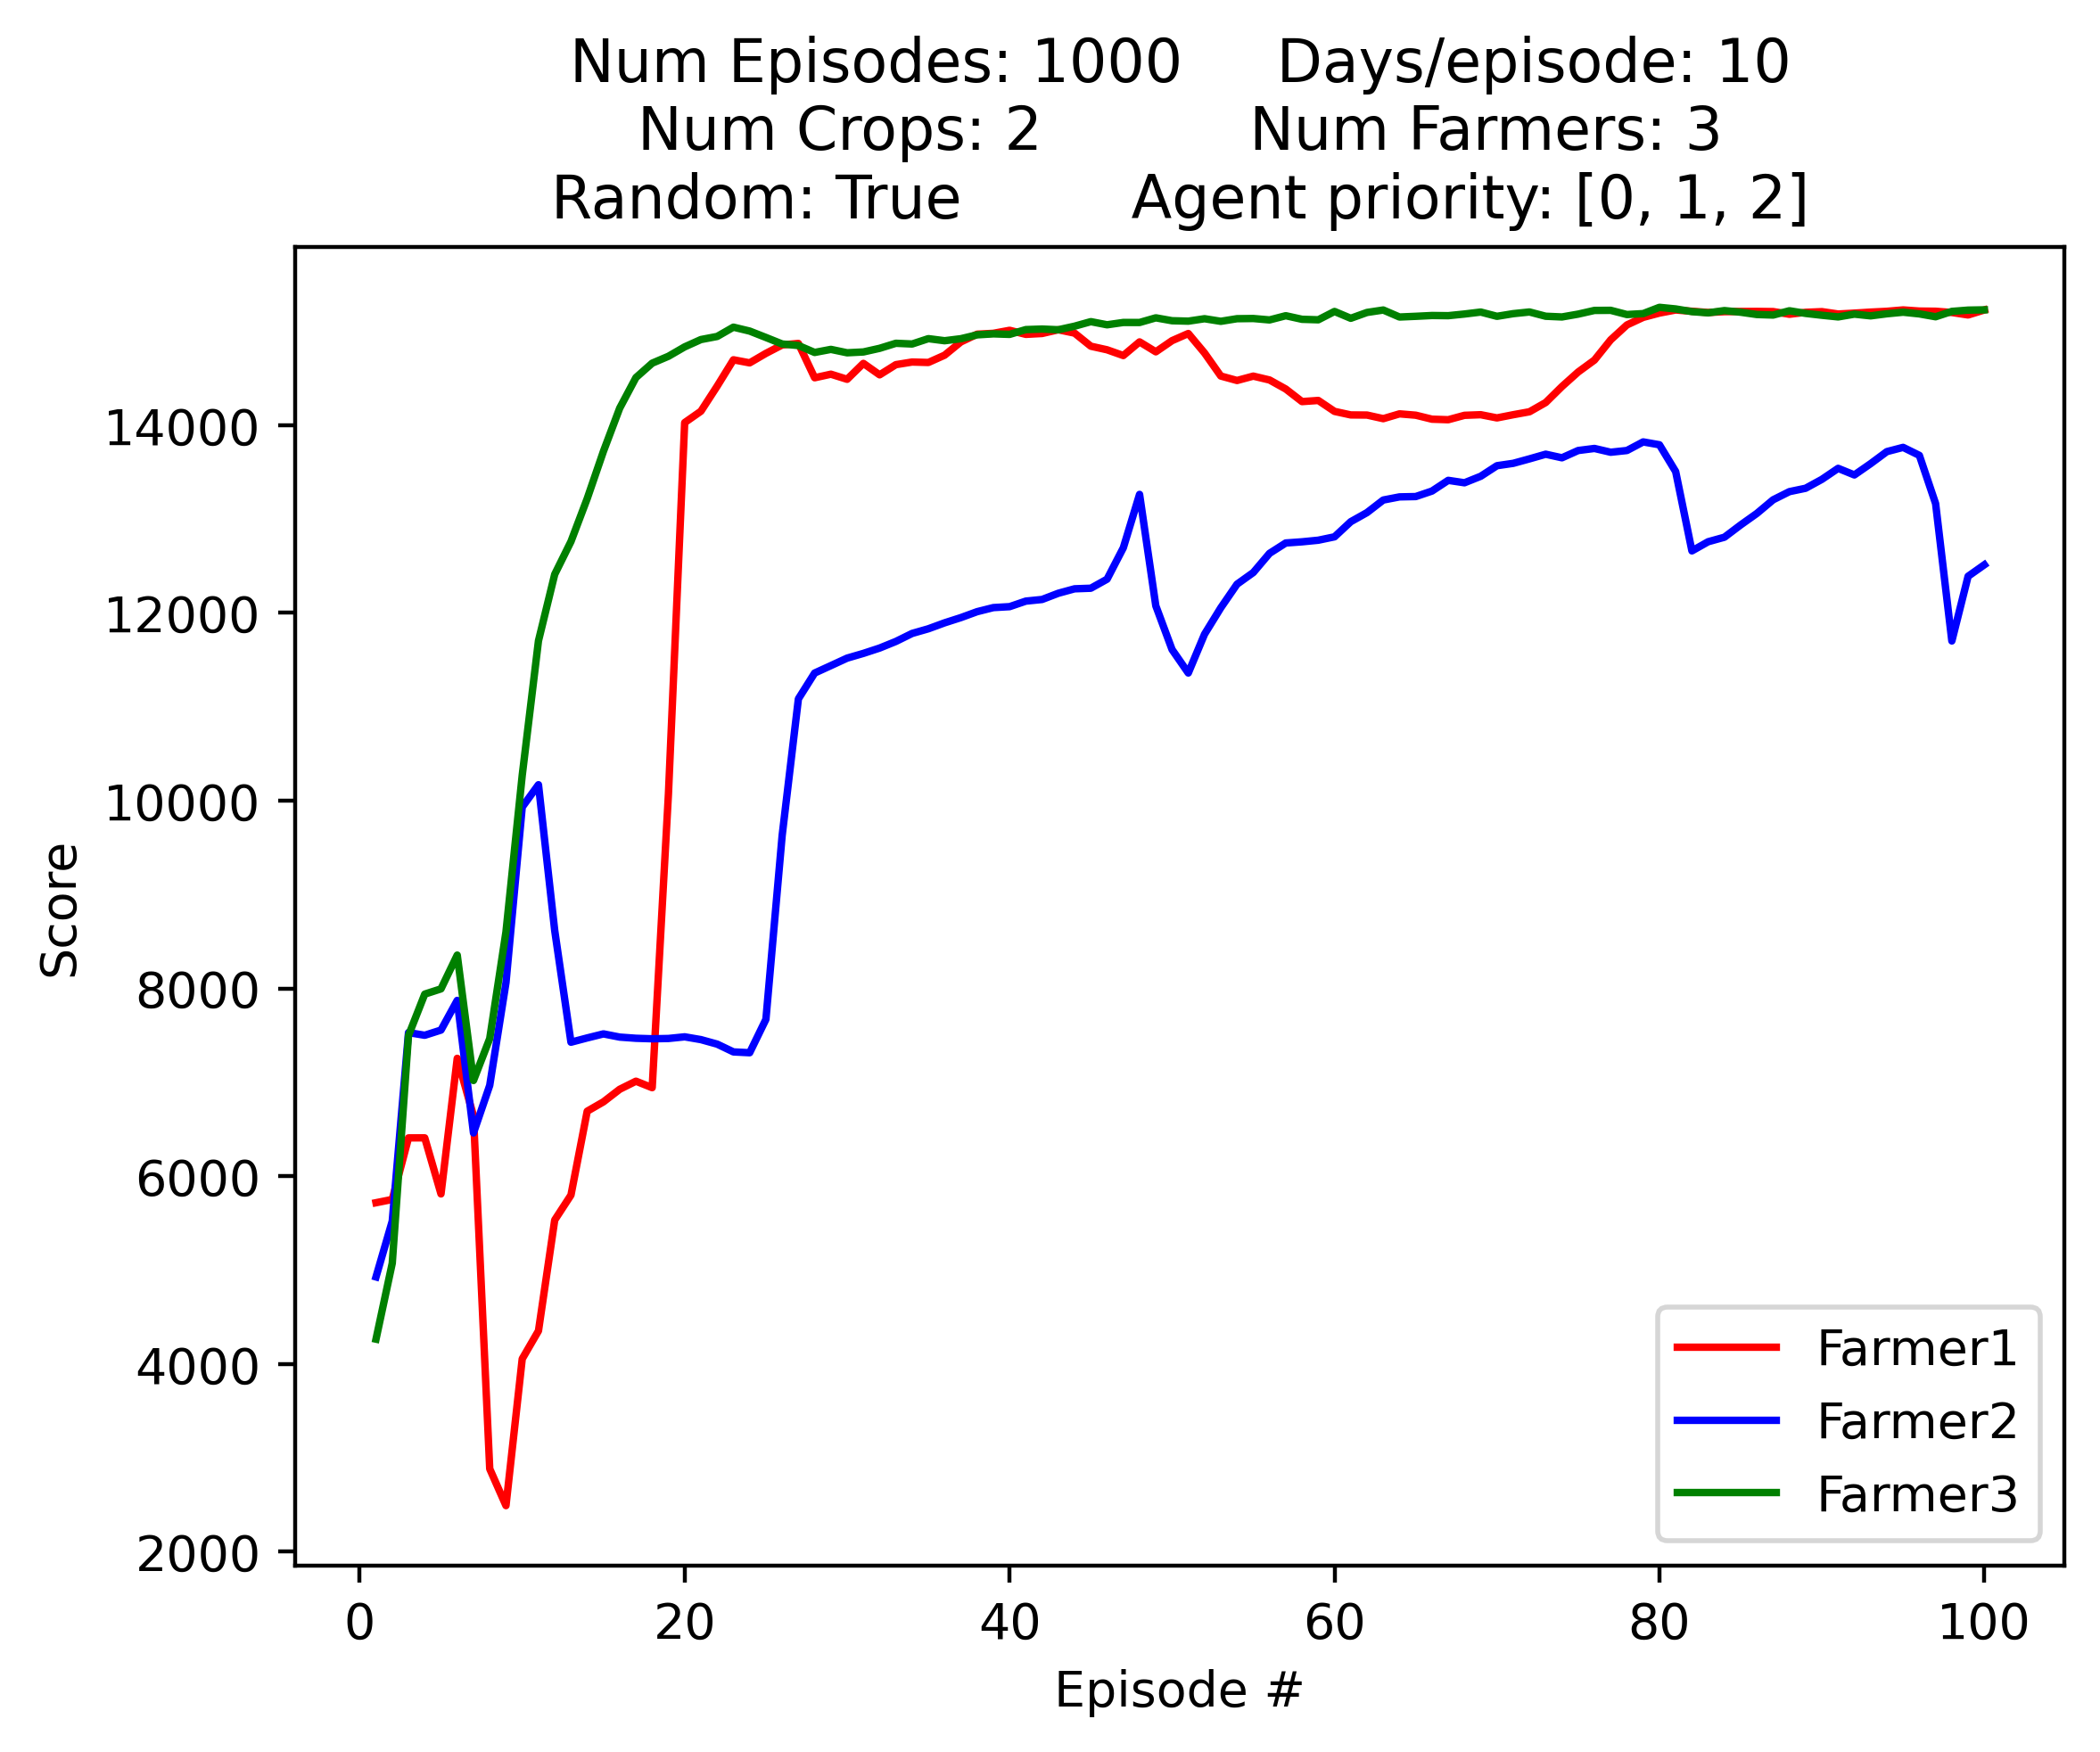 Num Episodes: 1000 Days/episode: 10
Num Crops: 2 Num Farmers: 3
Random: True Agent priority: [0, 1, 2]
14000
12000
10000
8000
6000
4000
2000
Score
0 20 40 60 80 100
Episode #
Farmer1
Farmer2
Farmer3